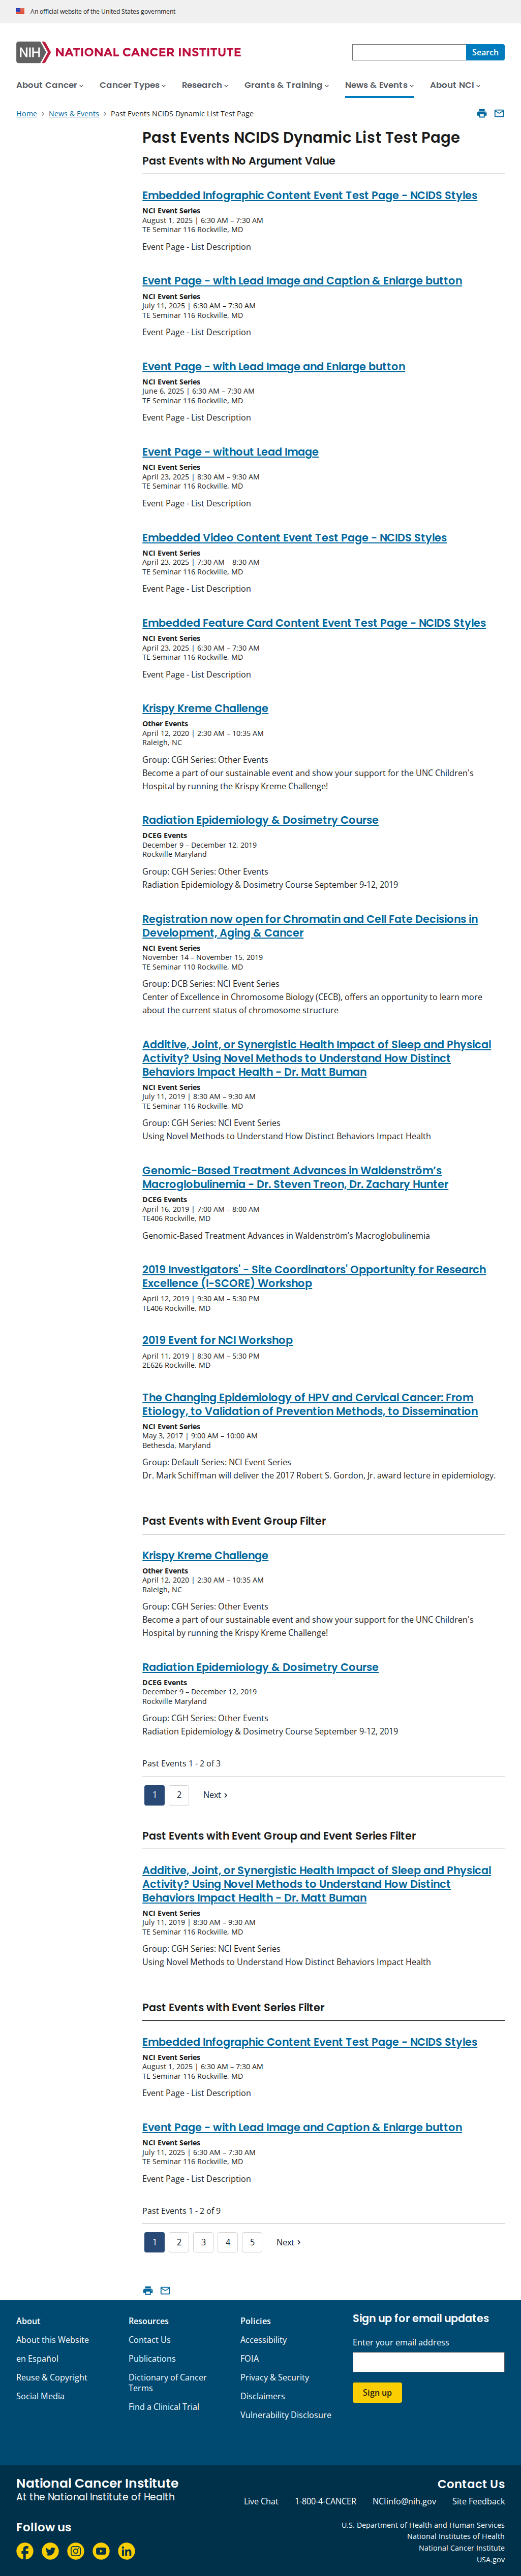 An official website of the United States government
NIH NATIONAL CANCER INSTITUTE
Search
About Cancer
Cancer Types
Research
Grants & Training
News & Events
About NCI
Home › News & Events › Past Events NCIDS Dynamic List Test Page
Past Events NCIDS Dynamic List Test Page
Past Events with No Argument Value
Embedded Infographic Content Event Test Page - NCIDS Styles
NCI Event Series
August 1, 2025 | 6:30 AM – 7:30 AM
TE Seminar 116 Rockville, MD
Event Page - List Description
Event Page - with Lead Image and Caption & Enlarge button
NCI Event Series
July 11, 2025 | 6:30 AM – 7:30 AM
TE Seminar 116 Rockville, MD
Event Page - List Description
Event Page - with Lead Image and Enlarge button
NCI Event Series
June 6, 2025 | 6:30 AM – 7:30 AM
TE Seminar 116 Rockville, MD
Event Page - List Description
Event Page - without Lead Image
NCI Event Series
April 23, 2025 | 8:30 AM – 9:30 AM
TE Seminar 116 Rockville, MD
Event Page - List Description
Embedded Video Content Event Test Page - NCIDS Styles
NCI Event Series
April 23, 2025 | 7:30 AM – 8:30 AM
TE Seminar 116 Rockville, MD
Event Page - List Description
Embedded Feature Card Content Event Test Page - NCIDS Styles
NCI Event Series
April 23, 2025 | 6:30 AM – 7:30 AM
TE Seminar 116 Rockville, MD
Event Page - List Description
Krispy Kreme Challenge
Other Events
April 12, 2020 | 2:30 AM – 10:35 AM
Raleigh, NC
Group: CGH Series: Other Events
Become a part of our sustainable event and show your support for the UNC Children's
Hospital by running the Krispy Kreme Challenge!
Radiation Epidemiology & Dosimetry Course
DCEG Events
December 9 – December 12, 2019
Rockville Maryland
Group: CGH Series: Other Events
Radiation Epidemiology & Dosimetry Course September 9-12, 2019
Registration now open for Chromatin and Cell Fate Decisions in
Development, Aging & Cancer
NCI Event Series
November 14 – November 15, 2019
TE Seminar 110 Rockville, MD
Group: DCB Series: NCI Event Series
Center of Excellence in Chromosome Biology (CECB), offers an opportunity to learn more
about the current status of chromosome structure
Additive, Joint, or Synergistic Health Impact of Sleep and Physical
Activity? Using Novel Methods to Understand How Distinct
Behaviors Impact Health - Dr. Matt Buman
NCI Event Series
July 11, 2019 | 8:30 AM – 9:30 AM
TE Seminar 116 Rockville, MD
Group: CGH Series: NCI Event Series
Using Novel Methods to Understand How Distinct Behaviors Impact Health
Genomic-Based Treatment Advances in Waldenström's
Macroglobulinemia - Dr. Steven Treon, Dr. Zachary Hunter
DCEG Events
April 16, 2019 | 7:00 AM – 8:00 AM
TE406 Rockville, MD
Genomic-Based Treatment Advances in Waldenström's Macroglobulinemia
2019 Investigators' - Site Coordinators' Opportunity for Research
Excellence (I-SCORE) Workshop
April 12, 2019 | 9:30 AM – 5:30 PM
TE406 Rockville, MD
2019 Event for NCI Workshop
April 11, 2019 | 8:30 AM – 5:30 PM
2E626 Rockville, MD
The Changing Epidemiology of HPV and Cervical Cancer: From
Etiology, to Validation of Prevention Methods, to Dissemination
NCI Event Series
May 3, 2017 | 9:00 AM – 10:00 AM
Bethesda, Maryland
Group: Default Series: NCI Event Series
Dr. Mark Schiffman will deliver the 2017 Robert S. Gordon, Jr. award lecture in epidemiology.
Past Events with Event Group Filter
Krispy Kreme Challenge
Other Events
April 12, 2020 | 2:30 AM – 10:35 AM
Raleigh, NC
Group: CGH Series: Other Events
Become a part of our sustainable event and show your support for the UNC Children's
Hospital by running the Krispy Kreme Challenge!
Radiation Epidemiology & Dosimetry Course
DCEG Events
December 9 – December 12, 2019
Rockville Maryland
Group: CGH Series: Other Events
Radiation Epidemiology & Dosimetry Course September 9-12, 2019
Past Events 1 - 2 of 3
1 2 Next ›
Past Events with Event Group and Event Series Filter
Additive, Joint, or Synergistic Health Impact of Sleep and Physical
Activity? Using Novel Methods to Understand How Distinct
Behaviors Impact Health - Dr. Matt Buman
NCI Event Series
July 11, 2019 | 8:30 AM – 9:30 AM
TE Seminar 116 Rockville, MD
Group: CGH Series: NCI Event Series
Using Novel Methods to Understand How Distinct Behaviors Impact Health
Past Events with Event Series Filter
Embedded Infographic Content Event Test Page - NCIDS Styles
NCI Event Series
August 1, 2025 | 6:30 AM – 7:30 AM
TE Seminar 116 Rockville, MD
Event Page - List Description
Event Page - with Lead Image and Caption & Enlarge button
NCI Event Series
July 11, 2025 | 6:30 AM – 7:30 AM
TE Seminar 116 Rockville, MD
Event Page - List Description
Past Events 1 - 2 of 9
1 2 3 4 5 Next ›
About
About this Website
en Español
Reuse & Copyright
Social Media
Resources
Contact Us
Publications
Dictionary of Cancer
Terms
Find a Clinical Trial
Policies
Accessibility
FOIA
Privacy & Security
Disclaimers
Vulnerability Disclosure
Sign up for email updates
Enter your email address
Sign up
National Cancer Institute
At the National Institute of Health
Contact Us
Live Chat
1-800-4-CANCER
NCIinfo@nih.gov
Site Feedback
Follow us
U.S. Department of Health and Human Services
National Institutes of Health
National Cancer Institute
USA.gov